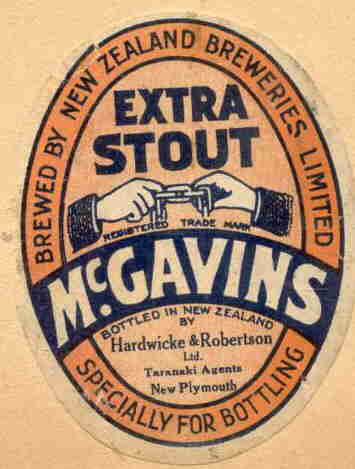 BREWED BY NEW ZEALAND BREWERIES LIMITED
EXTRA
STOUT
REGISTERED TRADE MARK
McGAVINS
BOTTLED IN NEW ZEALAND
BY
Hardwicke & Robertson
Ltd.
Taranaki Agents
New Plymouth
SPECIALLY FOR BOTTLING